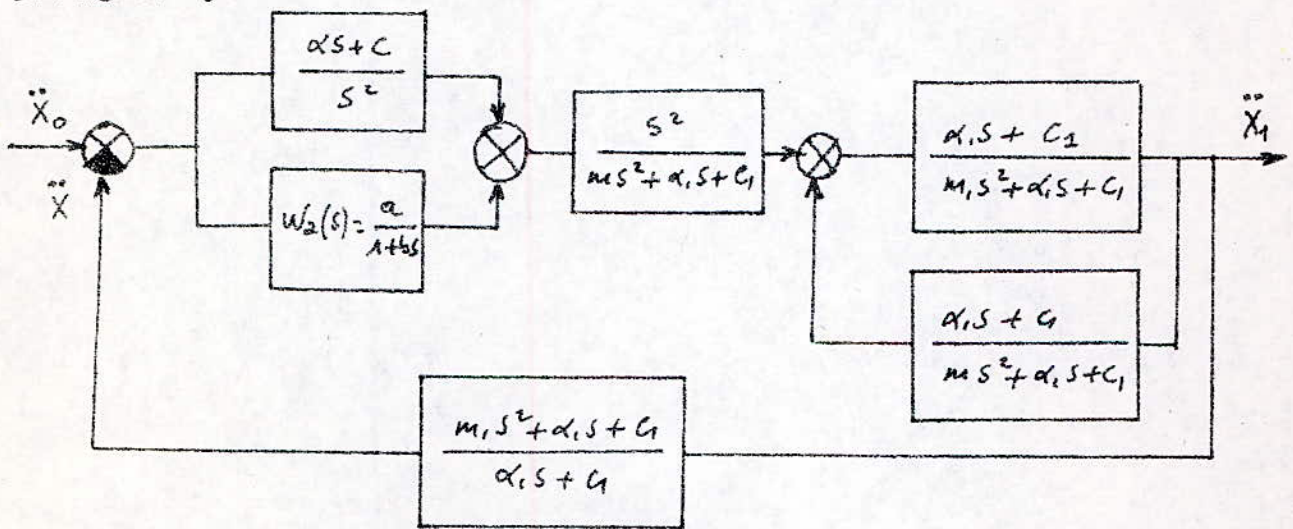 αs + c
s²
Ẍ₀
Ẍ
W₂(s) = a
1+bs
s²
ms² + α₁s + c₁
α₁s + c₁
m₁s² + α₁s + c₁
Ẍ₁
α₁s + c₁
ms² + α₁s + c₁
m₁s² + α₁s + c₁
α₁s + c₁